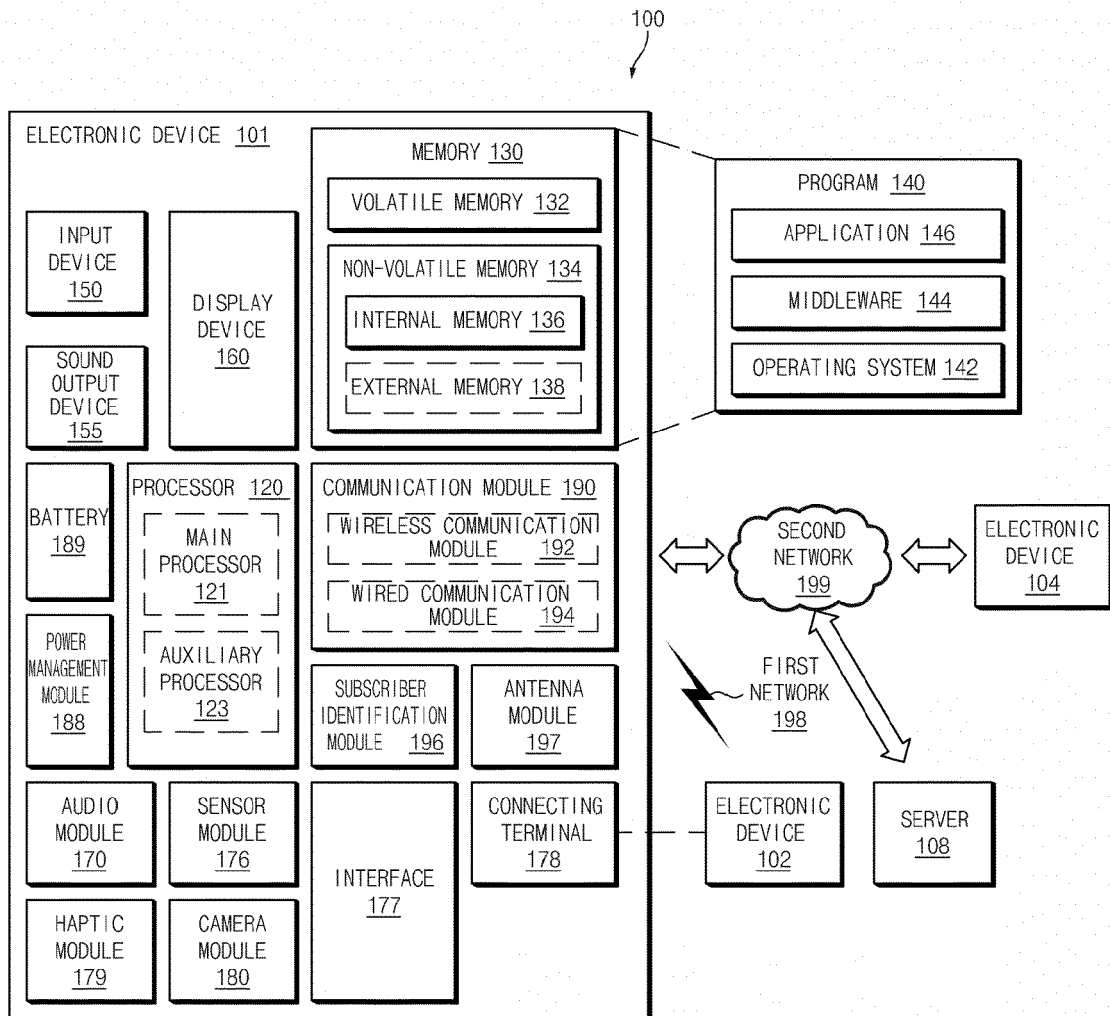 100
ELECTRONIC DEVICE 101
MEMORY 130
VOLATILE MEMORY 132
NON-VOLATILE MEMORY 134
INTERNAL MEMORY 136
EXTERNAL MEMORY 138
PROGRAM 140
APPLICATION 146
MIDDLEWARE 144
OPERATING SYSTEM 142
INPUT
DEVICE
150
DISPLAY
DEVICE
160
SOUND
OUTPUT
DEVICE
155
BATTERY
189
PROCESSOR 120
MAIN
PROCESSOR
121
AUXILIARY
PROCESSOR
123
COMMUNICATION MODULE 190
WIRELESS COMMUNICATION
MODULE 192
WIRED COMMUNICATION
MODULE 194
SECOND
NETWORK
199
ELECTRONIC
DEVICE
104
POWER
MANAGEMENT
MODULE
188
SUBSCRIBER
IDENTIFICATION
MODULE 196
ANTENNA
MODULE
197
FIRST
NETWORK
198
AUDIO
MODULE
170
SENSOR
MODULE
176
INTERFACE
177
CONNECTING
TERMINAL
178
ELECTRONIC
DEVICE
102
SERVER
108
HAPTIC
MODULE
179
CAMERA
MODULE
180